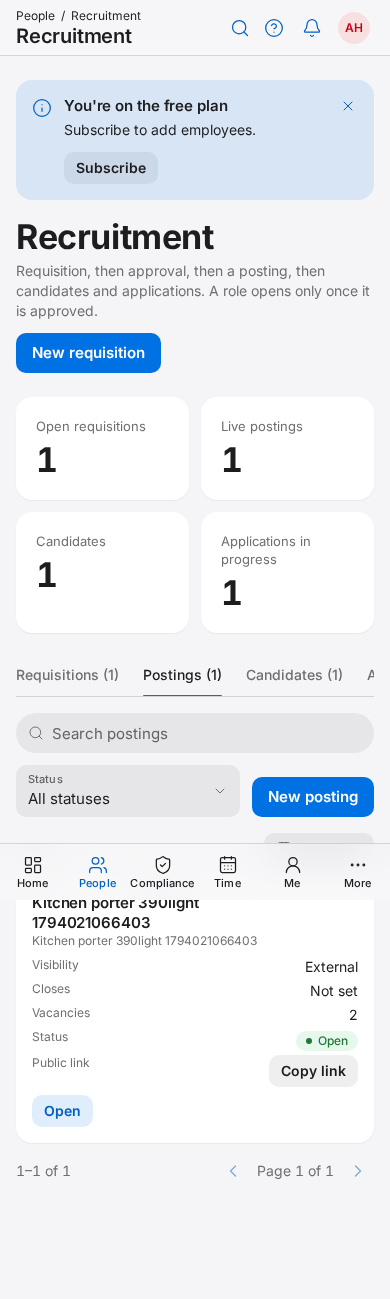 People / Recruitment
Recruitment
AH
You're on the free plan
Subscribe to add employees.
Subscribe
Recruitment
Requisition, then approval, then a posting, then
candidates and applications. A role opens only once it
is approved.
New requisition
Open requisitions
1
Live postings
1
Candidates
1
Applications in
progress
1
Requisitions (1) Postings (1) Candidates (1) A
Search postings
Status
All statuses
New posting
Home People Compliance Time Me More
Kitchen porter 390light
1794021066403
Kitchen porter 390light 1794021066403
Visibility External
Closes Not set
Vacancies 2
Status Open
Public link Copy link
Open
1–1 of 1 Page 1 of 1